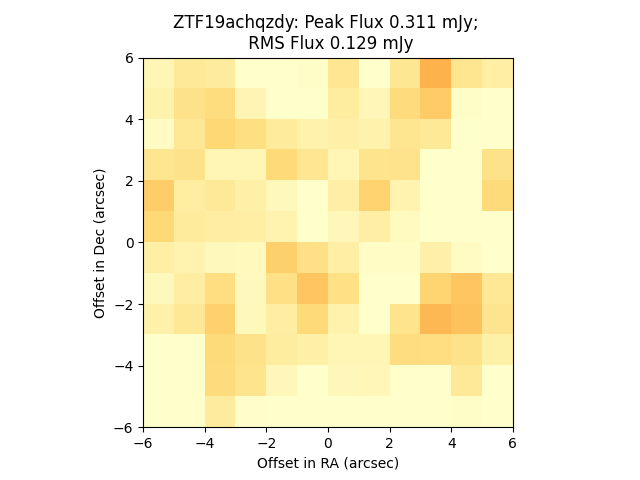 ZTF19achqzdy: Peak Flux 0.311 mJy;
RMS Flux 0.129 mJy
6
4
2
0
−2
−4
−6
Offset in Dec (arcsec)
−6 −4 −2 0 2 4 6
Offset in RA (arcsec)